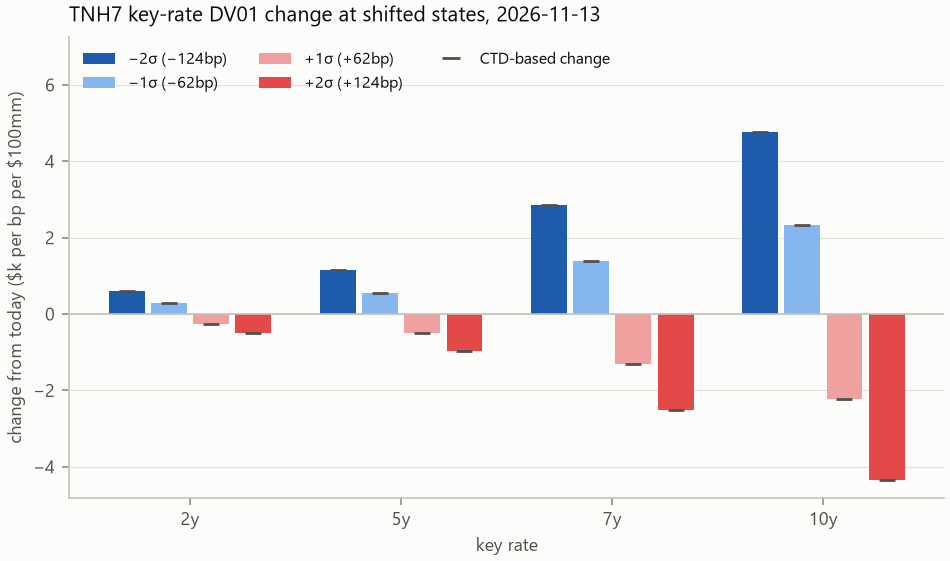 TNH7 key-rate DV01 change at shifted states, 2026-11-13
−2σ (−124bp)
−1σ (−62bp)
+1σ (+62bp)
+2σ (+124bp)
CTD-based change
change from today ($k per bp per $100mm)
6
4
2
0
−2
−4
2y
5y
7y
10y
key rate